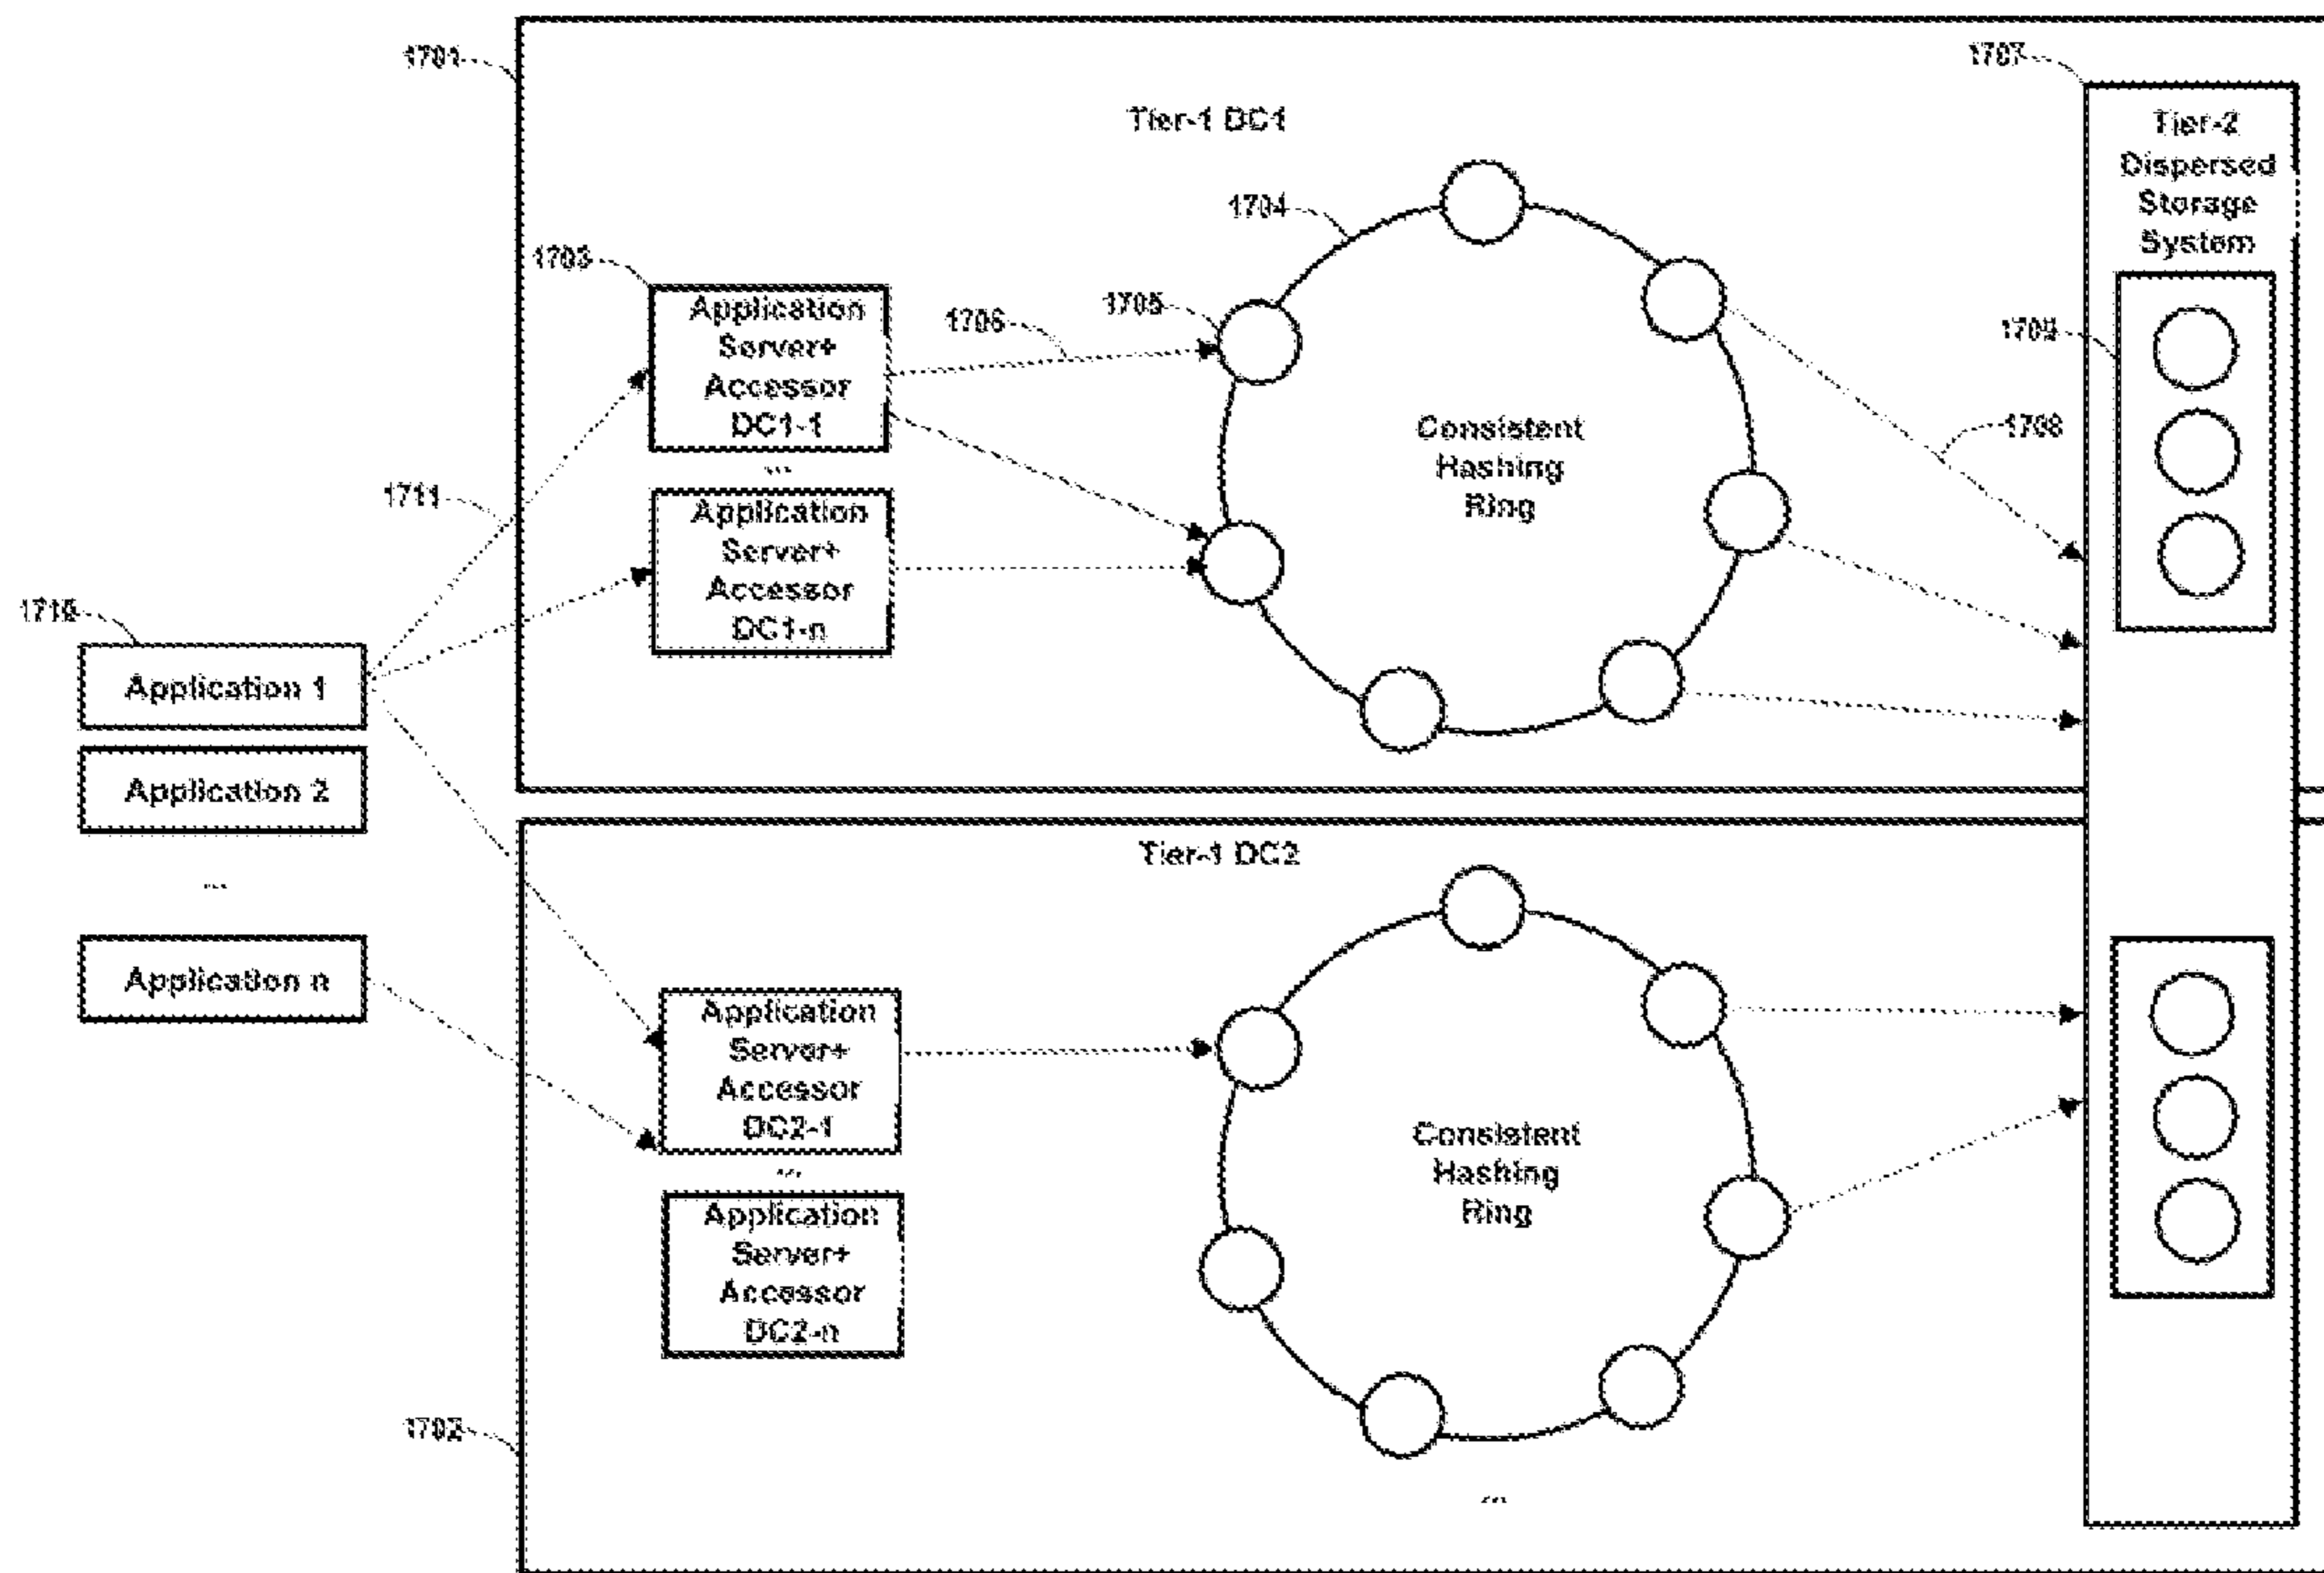 1701
1707
Tier-1 DC1
Tier-2
Dispersed
Storage
System
1704
1703
1705
1706
1709
Application
Server+
Accessor
DC1-1
...
Consistent
Hashing
Ring
1708
1711
Application
Server+
Accessor
DC1-n
1710
Application 1
Application 2
...
Application n
Tier-1 DC2
Application
Server+
Accessor
DC2-1
...
Application
Server+
Accessor
DC2-n
Consistent
Hashing
Ring
1702
...